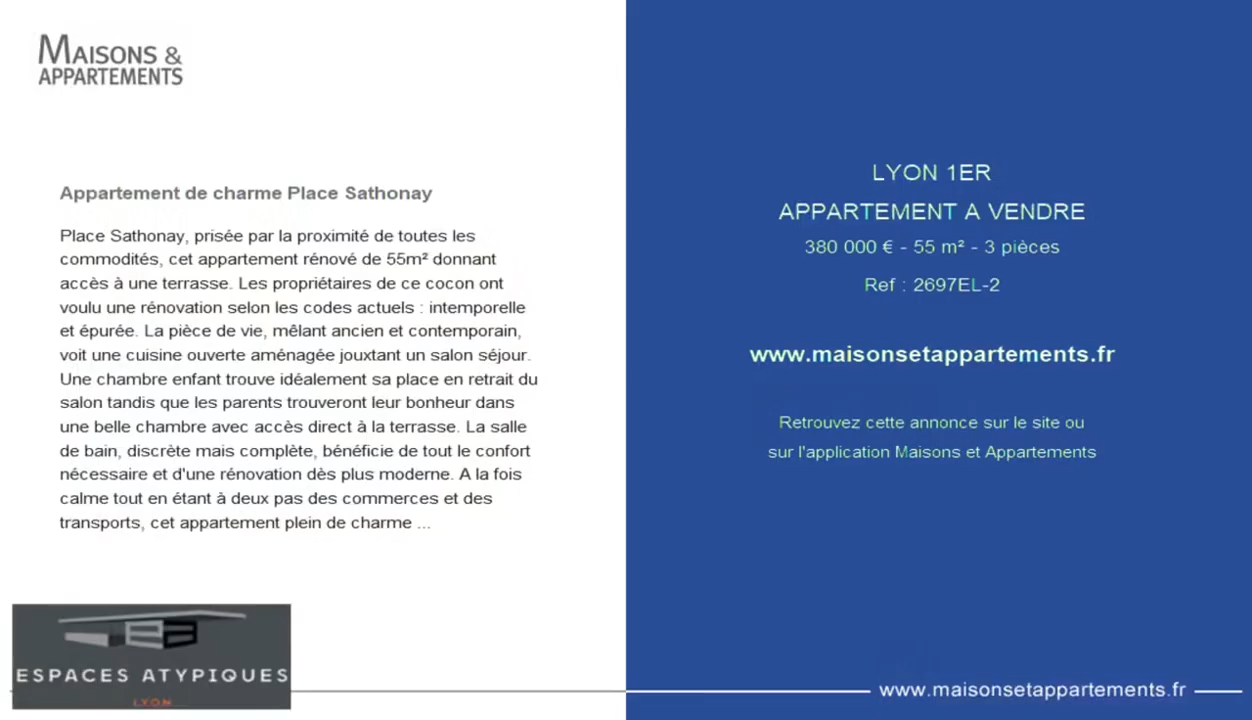 MAISONS &
APPARTEMENTS
Appartement de charme Place Sathonay
Place Sathonay, prisée par la proximité de toutes les
commodités, cet appartement rénové de 55m² donnant
accès à une terrasse. Les propriétaires de ce cocon ont
voulu une rénovation selon les codes actuels : intemporelle
et épurée. La pièce de vie, mêlant ancien et contemporain,
voit une cuisine ouverte aménagée jouxtant un salon séjour.
Une chambre enfant trouve idéalement sa place en retrait du
salon tandis que les parents trouveront leur bonheur dans
une belle chambre avec accès direct à la terrasse. La salle
de bain, discrète mais complète, bénéficie de tout le confort
nécessaire et d'une rénovation dès plus moderne. A la fois
calme tout en étant à deux pas des commerces et des
transports, cet appartement plein de charme ...
ea
ESPACES ATYPIQUES
LYON
LYON 1ER
APPARTEMENT A VENDRE
380 000 € - 55 m² - 3 pièces
Ref : 2697EL-2
www.maisonsetappartements.fr
Retrouvez cette annonce sur le site ou
sur l'application Maisons et Appartements
www.maisonsetappartements.fr